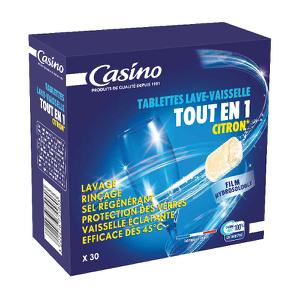 Casino
PRODUITS DE QUALITÉ DEPUIS 1901
TABLETTES LAVE-VAISSELLE
TOUT EN 1
CITRON*
LAVAGE
RINÇAGE
SEL RÉGÉNÉRANT
PROTECTION DES VERRES
VAISSELLE ÉCLATANTE
EFFICACE DÈS 45°C
FILM
HYDROSOLUBLE
X 30